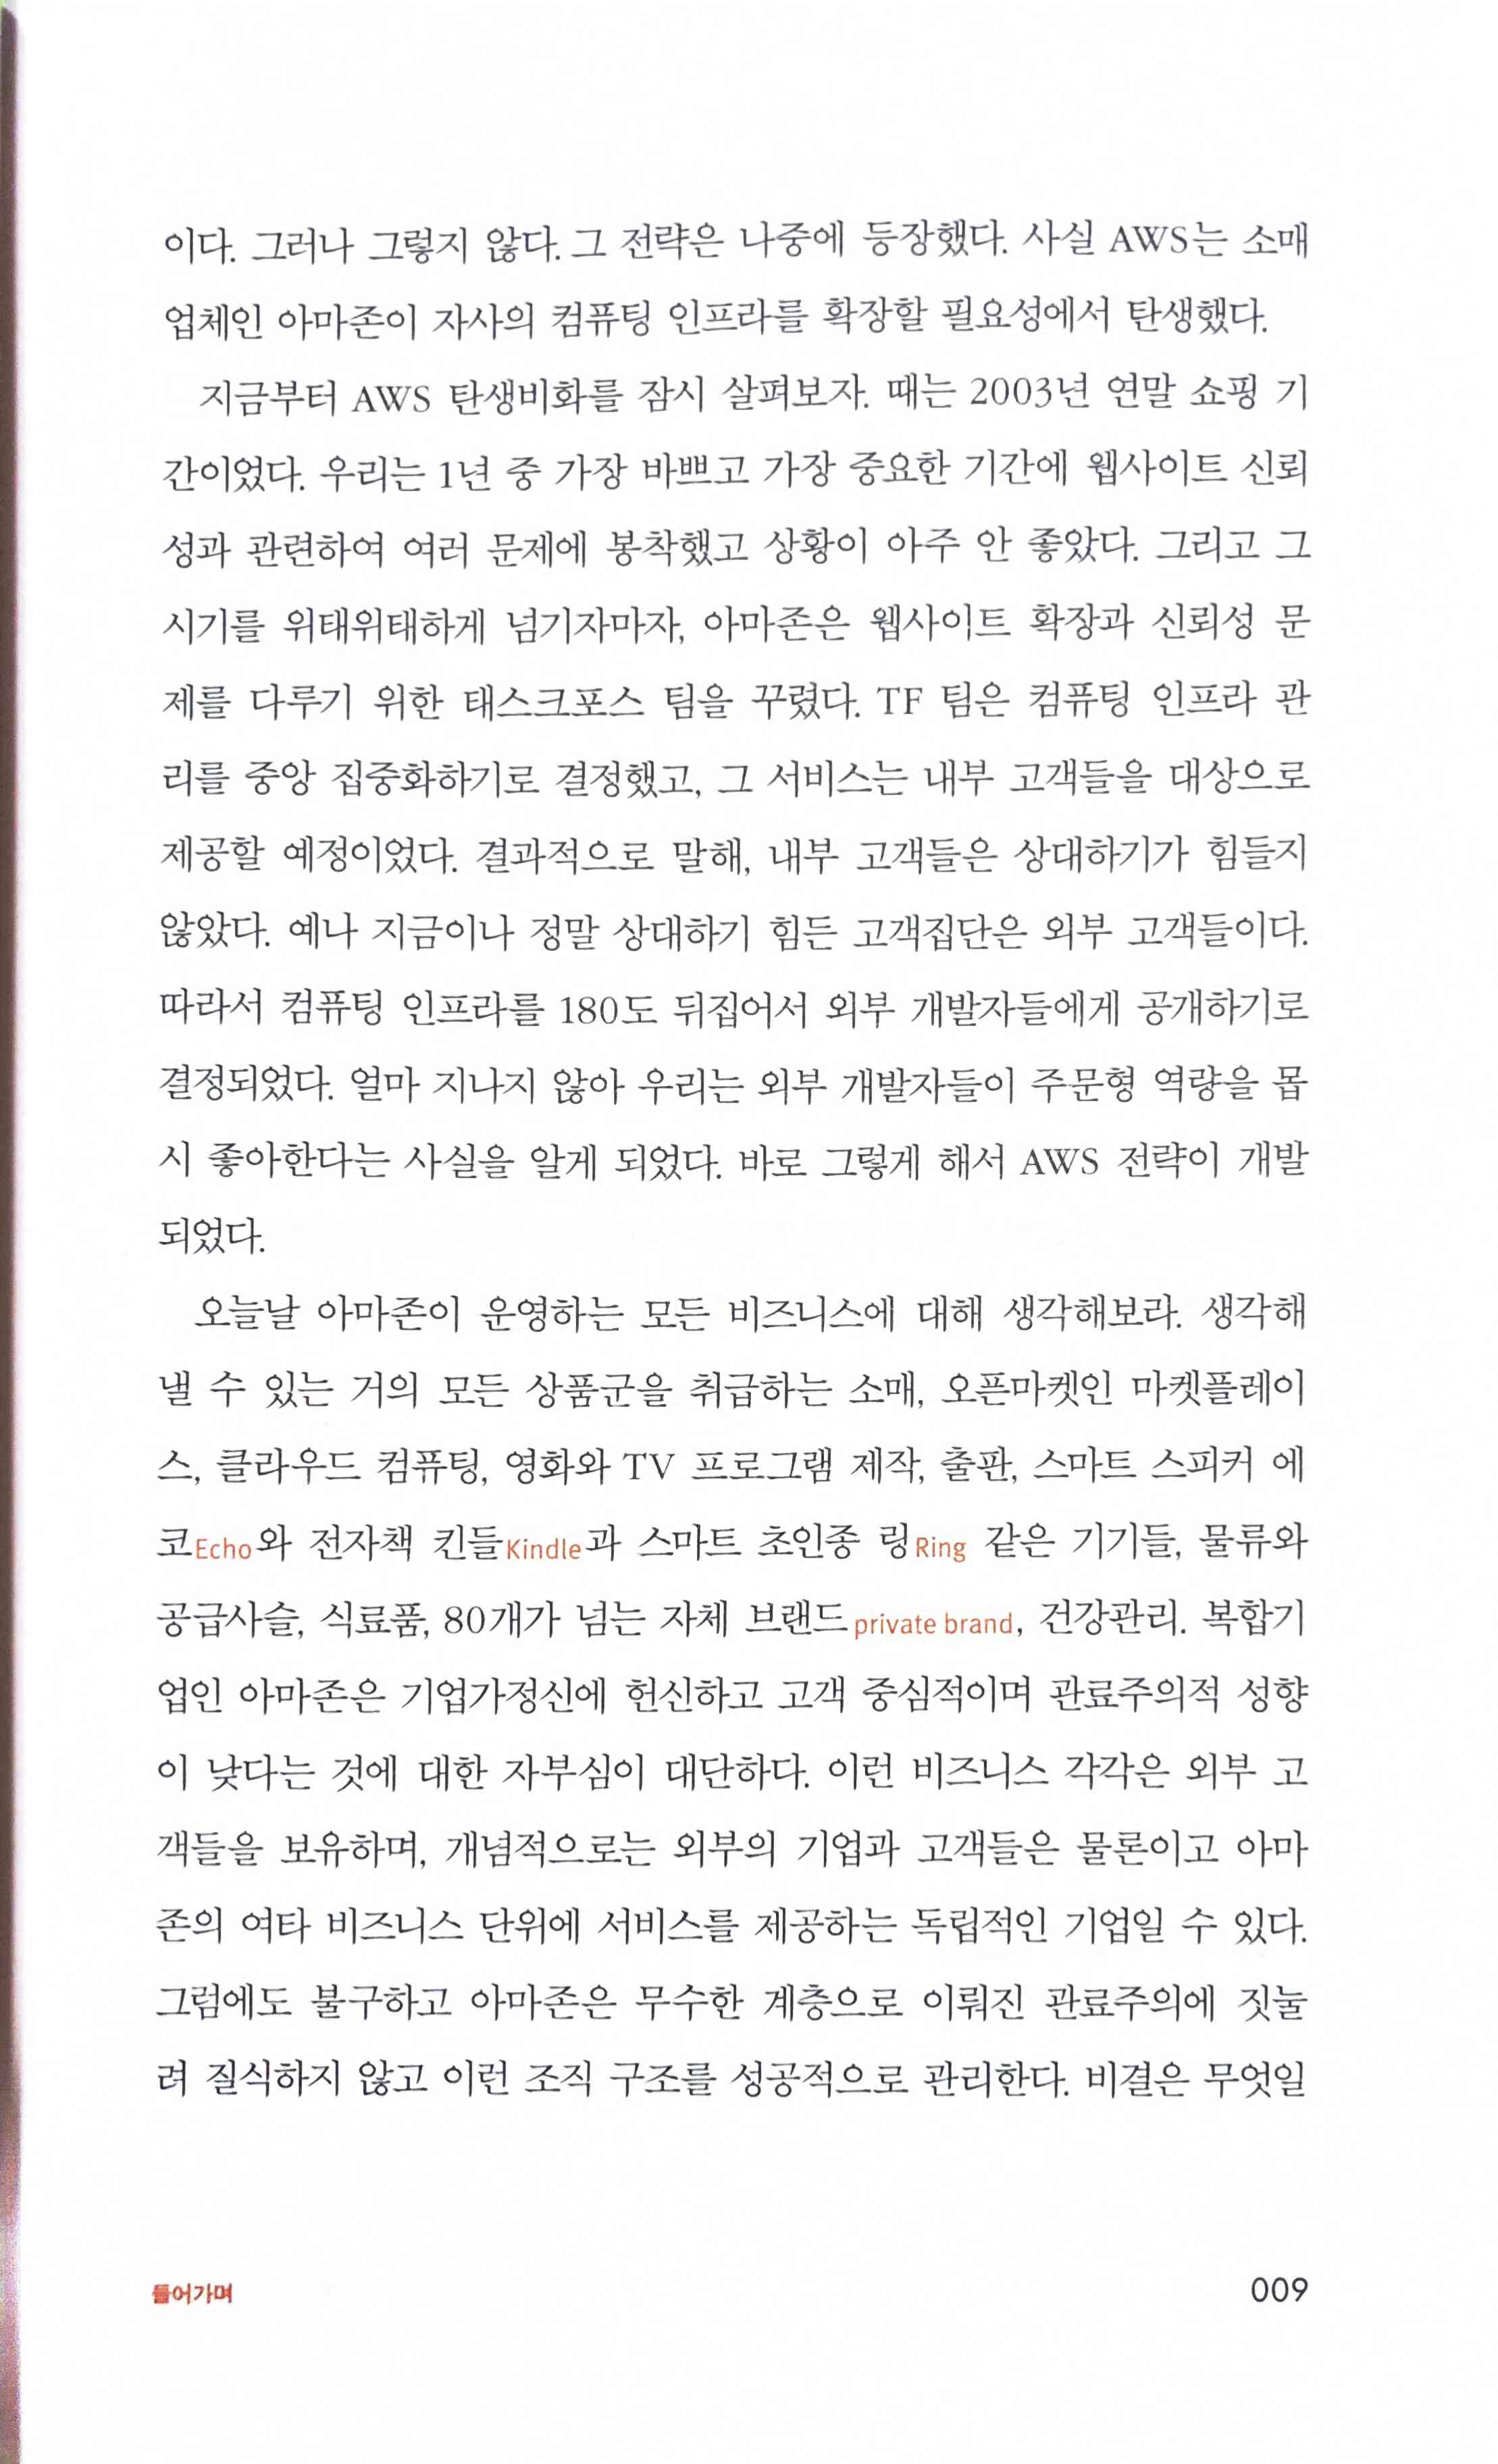 이다. 그러나 그렇지 않다. 그 전략은 나중에 등장했다. 사실 AWS는 소매
업체인 아마존이 자사의 컴퓨팅 인프라를 확장할 필요성에서 탄생했다.
지금부터 AWS 탄생비화를 잠시 살펴보자. 때는 2003년 연말 쇼핑 기
간이었다. 우리는 1년 중 가장 바쁘고 가장 중요한 기간에 웹사이트 신뢰
성과 관련하여 여러 문제에 봉착했고 상황이 아주 안 좋았다. 그리고 그
시기를 위태위태하게 넘기자마자, 아마존은 웹사이트 확장과 신뢰성 문
제를 다루기 위한 태스크포스 팀을 꾸렸다. TF 팀은 컴퓨팅 인프라 관
리를 중앙 집중화하기로 결정했고, 그 서비스는 내부 고객들을 대상으로
제공할 예정이었다. 결과적으로 말해, 내부 고객들은 상대하기가 힘들지
않았다. 예나 지금이나 정말 상대하기 힘든 고객집단은 외부 고객들이다.
따라서 컴퓨팅 인프라를 180도 뒤집어서 외부 개발자들에게 공개하기로
결정되었다. 얼마 지나지 않아 우리는 외부 개발자들이 주문형 역량을 몹
시 좋아한다는 사실을 알게 되었다. 바로 그렇게 해서 AWS 전략이 개발
되었다.
오늘날 아마존이 운영하는 모든 비즈니스에 대해 생각해보라. 생각해
낼 수 있는 거의 모든 상품군을 취급하는 소매, 오픈마켓인 마켓플레이
스, 클라우드 컴퓨팅, 영화와 TV 프로그램 제작, 출판, 스마트 스피커 에
코Echo와 전자책 킨들Kindle과 스마트 초인종 링Ring 같은 기기들, 물류와
공급사슬, 식료품, 80개가 넘는 자체 브랜드private brand, 건강관리. 복합기
업인 아마존은 기업가정신에 헌신하고 고객 중심적이며 관료주의적 성향
이 낮다는 것에 대한 자부심이 대단하다. 이런 비즈니스 각각은 외부 고
객들을 보유하며, 개념적으로는 외부의 기업과 고객들은 물론이고 아마
존의 여타 비즈니스 단위에 서비스를 제공하는 독립적인 기업일 수 있다.
그럼에도 불구하고 아마존은 무수한 계층으로 이뤄진 관료주의에 짓눌
려 질식하지 않고 이런 조직 구조를 성공적으로 관리한다. 비결은 무엇일
들어가며
009